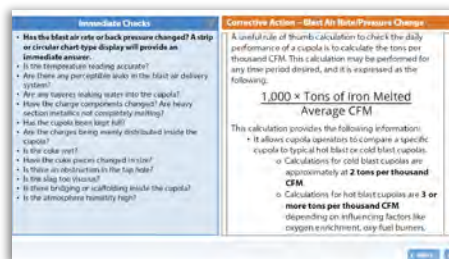 Immediate Checks
• Has the blast air rate or back pressure changed? A strip
or circular chart-type display will provide an
immediate answer.
• Is the temperature reading accurate?
• Are there any perceptible leaks in the blast air delivery
system?
• Are any tuyeres leaking water into the cupola?
• Have the charge components changed? Are heavy
section metallics not completely melting?
• Has the cupola been kept full?
• Are the charges being evenly distributed inside the
cupola?
• Is the coke wet?
• Have the coke pieces changed in size?
• Is there an obstruction in the tap hole?
• Is the slag too viscous?
• Is there bridging or scaffolding inside the cupola?
• Is the atmosphere humidity high?
Corrective Action – Blast Air Rate/Pressure Change
A useful rule of thumb calculation to check the daily
performance of a cupola is to calculate the tons per
thousand CFM. This calculation may be performed for
any time period desired, and it is expressed as the
following:
1,000 × Tons of Iron Melted
Average CFM
This calculation provides the following information:
• It allows cupola operators to compare a specific
cupola to typical hot blast or cold blast cupolas.
o Calculations for cold blast cupolas are
approximately at 2 tons per thousand
CFM.
o Calculations for hot blast cupolas are 3 or
more tons per thousand CFM
depending on influencing factors like
oxygen enrichment, oxy fuel burners,